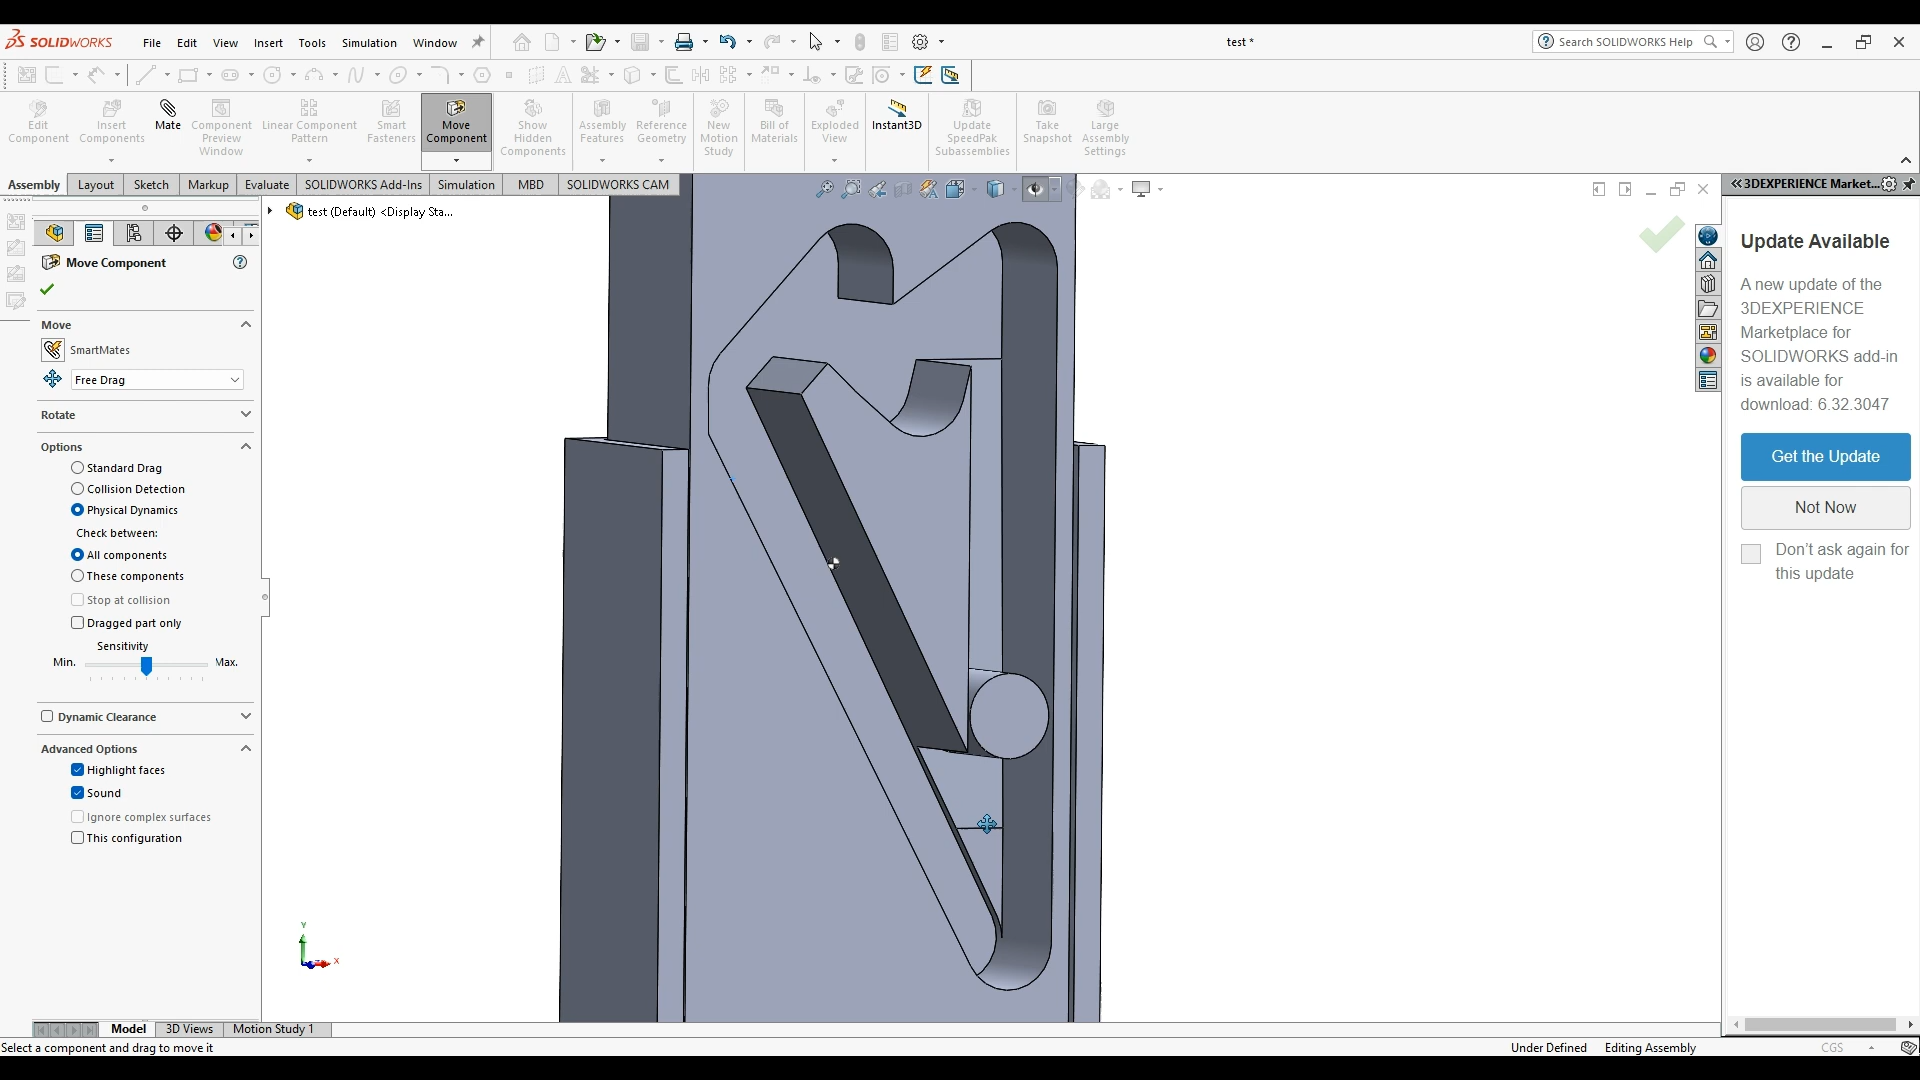 SOLIDWORKS File Edit View Insert Tools Simulation Window test * Search SOLIDWORKS Help
Edit Component
Insert Components
Mate
Component Preview Window
Linear Component Pattern
Smart Fasteners
Move Component
Show Hidden Components
Assembly Features
Reference Geometry
New Motion Study
Bill of Materials
Exploded View
Instant3D
Update SpeedPak Subassemblies
Take Snapshot
Large Assembly Settings
Assembly Layout Sketch Markup Evaluate SOLIDWORKS Add-Ins Simulation MBD SOLIDWORKS CAM
test (Default) <Display Sta...
Move Component
Move
SmartMates
Free Drag
Rotate
Options
Standard Drag
Collision Detection
Physical Dynamics
Check between:
All components
These components
Stop at collision
Dragged part only
Sensitivity
Min. Max.
Dynamic Clearance
Advanced Options
Highlight faces
Sound
Ignore complex surfaces
This configuration
Y
X
3DEXPERIENCE Market...
Update Available
A new update of the
3DEXPERIENCE
Marketplace for
SOLIDWORKS add-in
is available for
download: 6.32.3047
Get the Update
Not Now
Don't ask again for
this update
Model 3D Views Motion Study 1
Select a component and drag to move it Under Defined Editing Assembly CGS